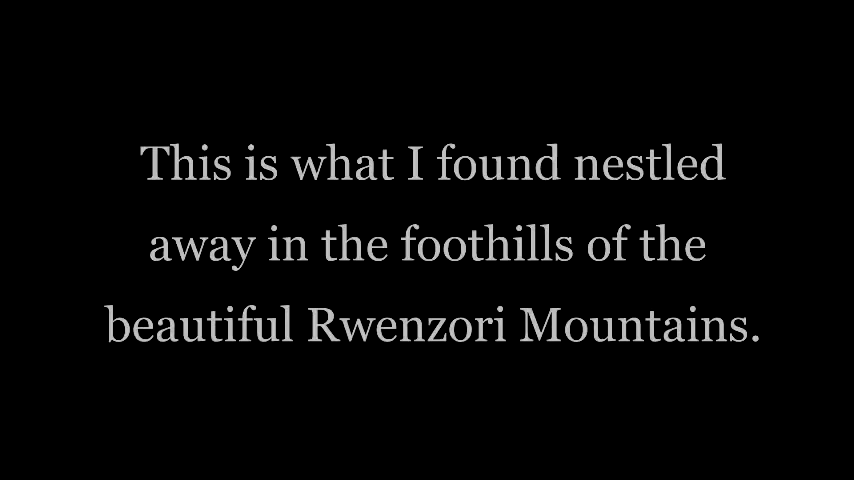 This is what I found nestled
away in the foothills of the
beautiful Rwenzori Mountains.